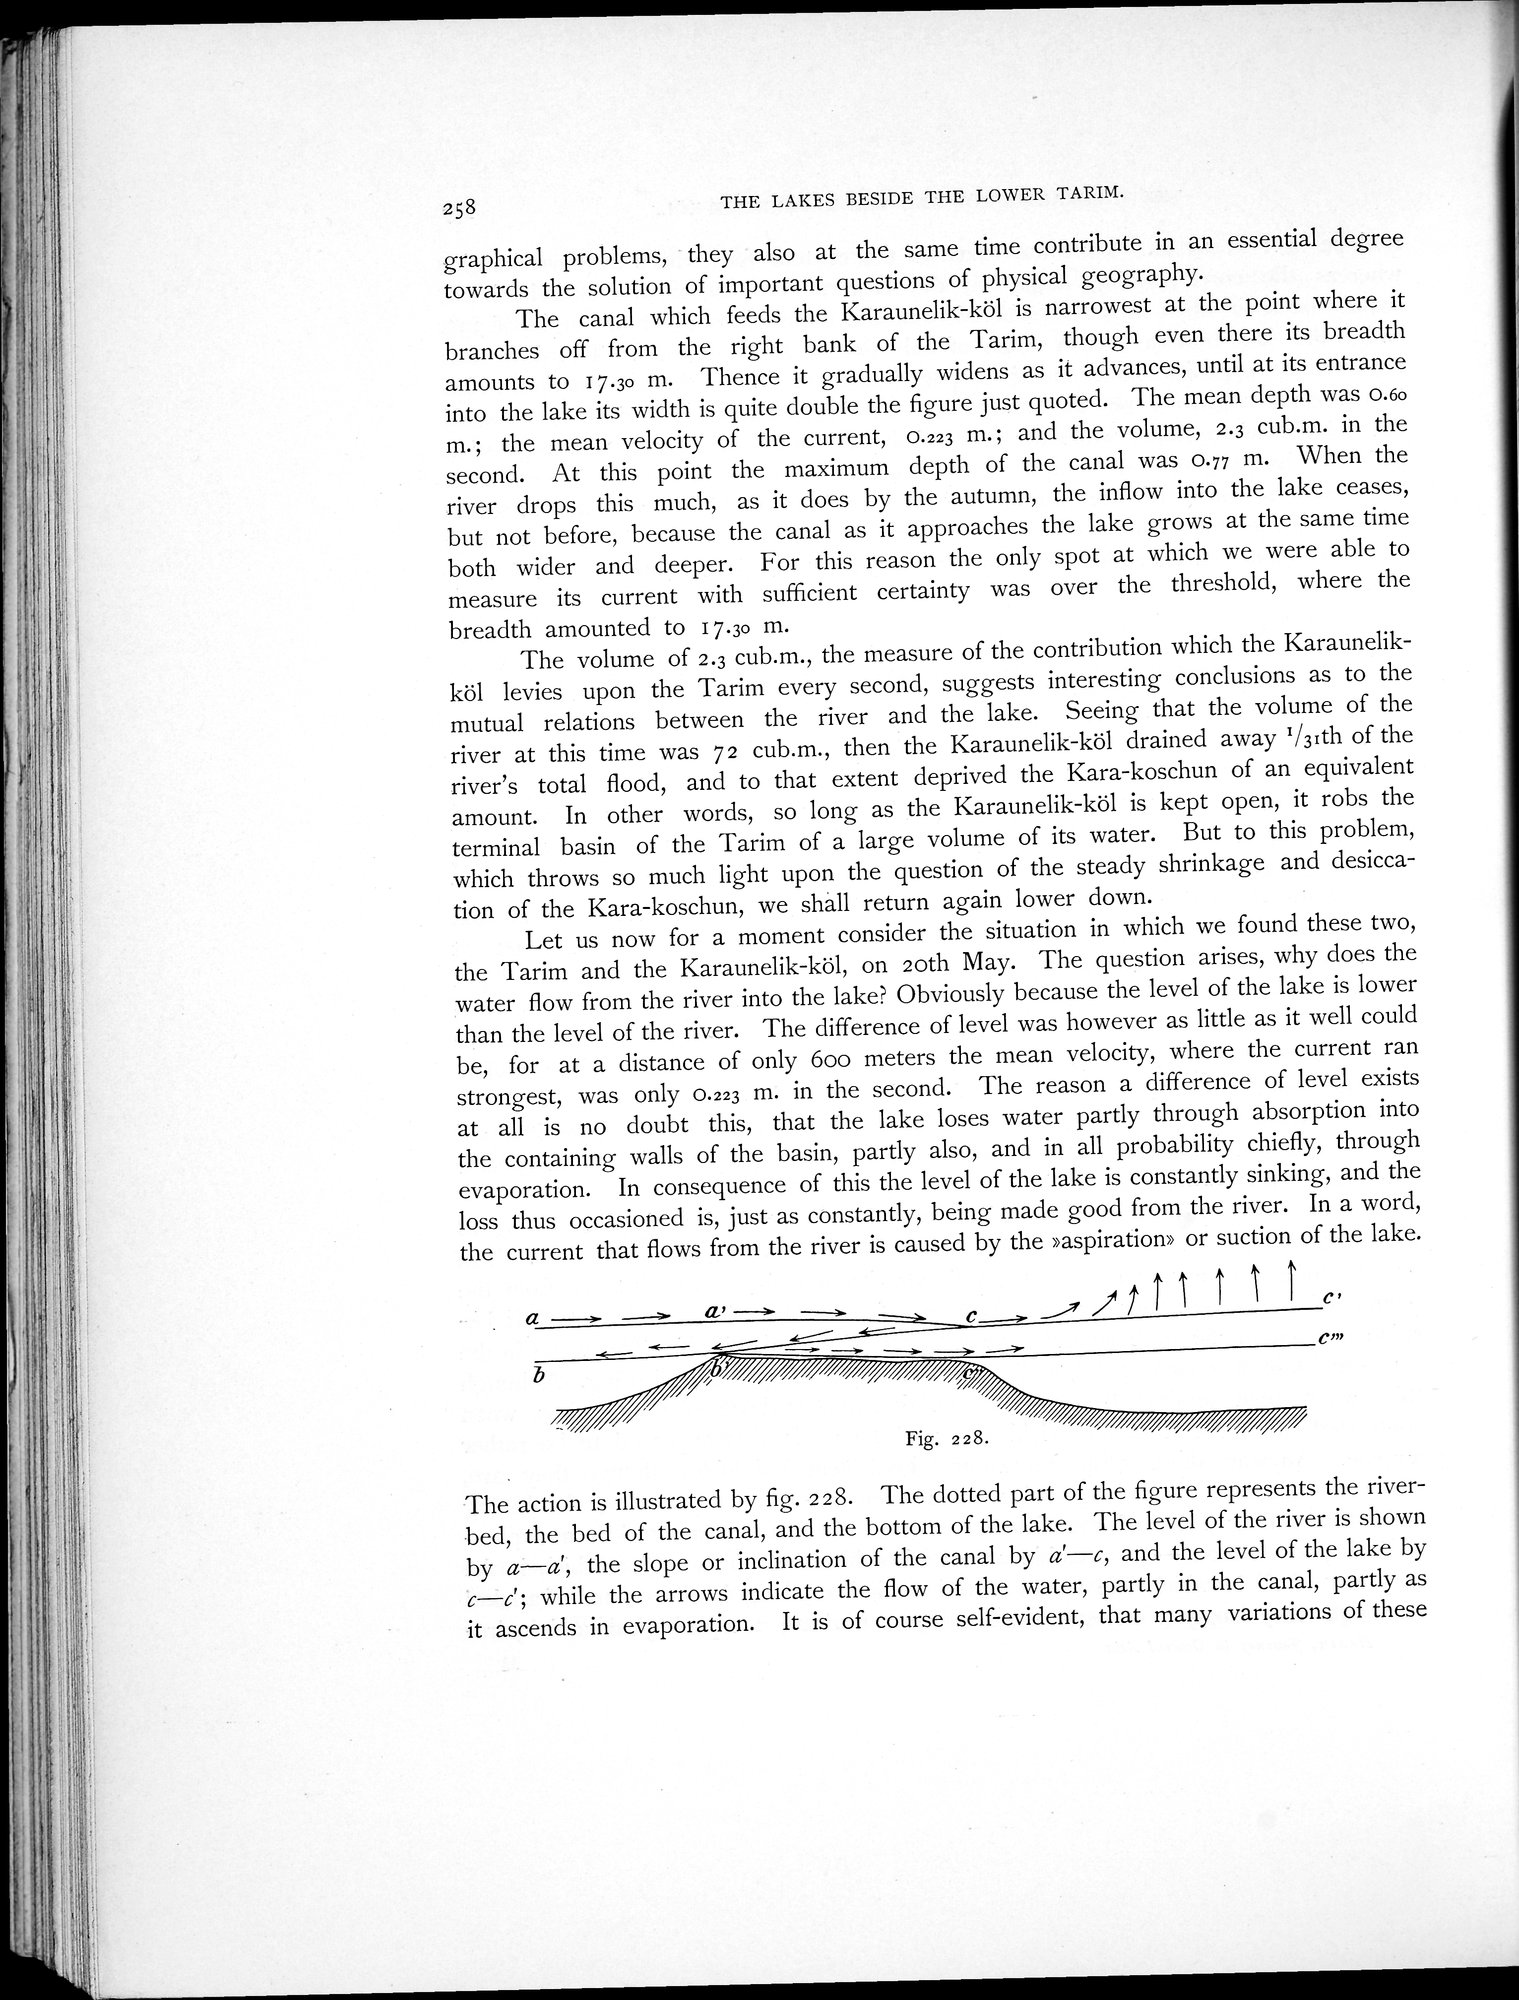 258
THE LAKES BESIDE THE LOWER TARIM.
graphical problems, they also at the same time contribute in an essential degree
towards the solution of important questions of physical geography.
The canal which feeds the Karaunelik-köl is narrowest at the point where it
branches off from the right bank of the Tarim, though even there its breadth
amounts to 17.30 m. Thence it gradually widens as it advances, until at its entrance
into the lake its width is quite double the figure just quoted. The mean depth was 0.60
m.; the mean velocity of the current, 0.223 m.; and the volume, 2.3 cub.m. in the
second. At this point the maximum depth of the canal was 0.77 m. When the
river drops this much, as it does by the autumn, the inflow into the lake ceases,
but not before, because the canal as it approaches the lake grows at the same time
both wider and deeper. For this reason the only spot at which we were able to
measure its current with sufficient certainty was over the threshold, where the
breadth amounted to 17.30 m.
The volume of 2.3 cub.m., the measure of the contribution which the Karaunelik-
köl levies upon the Tarim every second, suggests interesting conclusions as to the
mutual relations between the river and the lake. Seeing that the volume of the
river at this time was 72 cub.m., then the Karaunelik-köl drained away ¹/31th of the
river's total flood, and to that extent deprived the Kara-koschun of an equivalent
amount. In other words, so long as the Karaunelik-köl is kept open, it robs the
terminal basin of the Tarim of a large volume of its water. But to this problem,
which throws so much light upon the question of the steady shrinkage and desicca-
tion of the Kara-koschun, we shall return again lower down.
Let us now for a moment consider the situation in which we found these two,
the Tarim and the Karaunelik-köl, on 20th May. The question arises, why does the
water flow from the river into the lake? Obviously because the level of the lake is lower
than the level of the river. The difference of level was however as little as it well could
be, for at a distance of only 600 meters the mean velocity, where the current ran
strongest, was only 0.223 m. in the second. The reason a difference of level exists
at all is no doubt this, that the lake loses water partly through absorption into
the containing walls of the basin, partly also, and in all probability chiefly, through
evaporation. In consequence of this the level of the lake is constantly sinking, and the
loss thus occasioned is, just as constantly, being made good from the river. In a word,
the current that flows from the river is caused by the »aspiration» or suction of the lake.
a a' c c'
c'''
b b' c''
Fig. 228.
The action is illustrated by fig. 228. The dotted part of the figure represents the river-
bed, the bed of the canal, and the bottom of the lake. The level of the river is shown
by a—a', the slope or inclination of the canal by a'—c, and the level of the lake by
c—c'; while the arrows indicate the flow of the water, partly in the canal, partly as
it ascends in evaporation. It is of course self-evident, that many variations of these